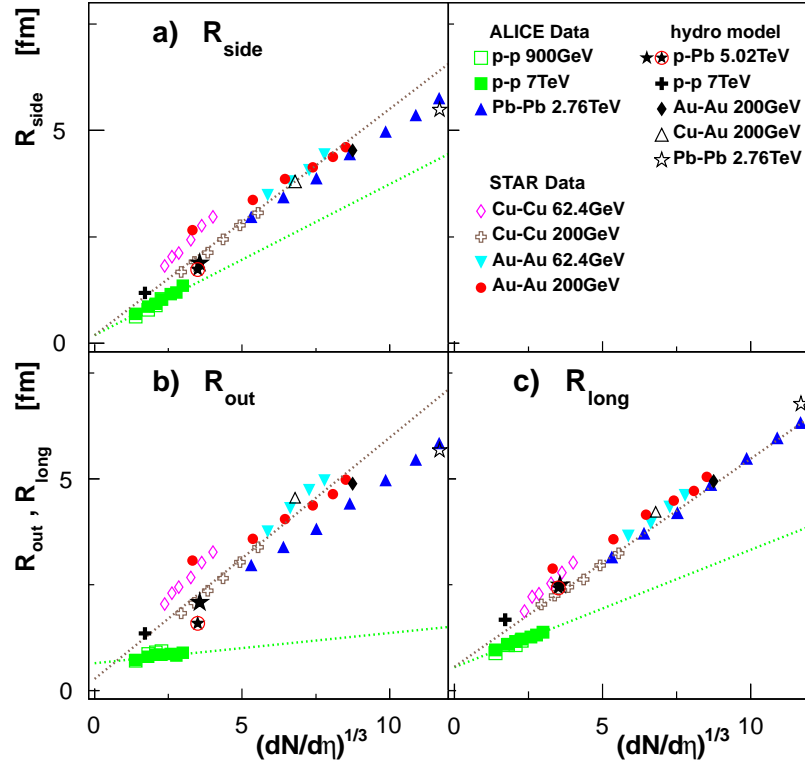 [fm]
R_side
a) R_side
5
0
ALICE Data
p-p 900GeV
p-p 7TeV
Pb-Pb 2.76TeV
STAR Data
Cu-Cu 62.4GeV
Cu-Cu 200GeV
Au-Au 62.4GeV
Au-Au 200GeV
hydro model
p-Pb 5.02TeV
p-p 7TeV
Au-Au 200GeV
Cu-Au 200GeV
Pb-Pb 2.76TeV
[fm]
R_out , R_long
b) R_out
5
0
0 5 10
(dN/dη)^1/3
c) R_long
5 10
(dN/dη)^1/3